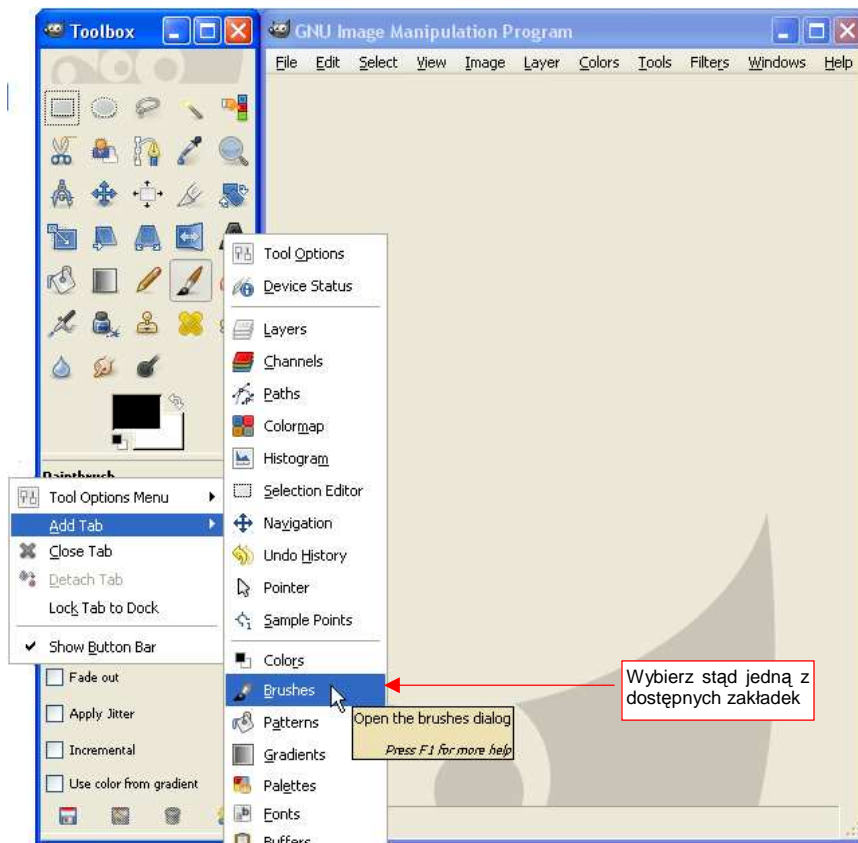 Toolbox
GNU Image Manipulation Program
File Edit Select View Image Layer Colors Tools Filters Windows Help
Tool Options
Device Status
Layers
Channels
Paths
Colormap
Histogram
Selection Editor
Navigation
Undo History
Pointer
Sample Points
Colors
Brushes
Patterns
Gradients
Palettes
Fonts
Buffers
Paintbrush
Tool Options Menu
Add Tab
Close Tab
Detach Tab
Lock Tab to Dock
Show Button Bar
Fade out
Apply Jitter
Incremental
Use color from gradient
Open the brushes dialog
Press F1 for more help
Wybierz stąd jedną z
dostępnych zakładek